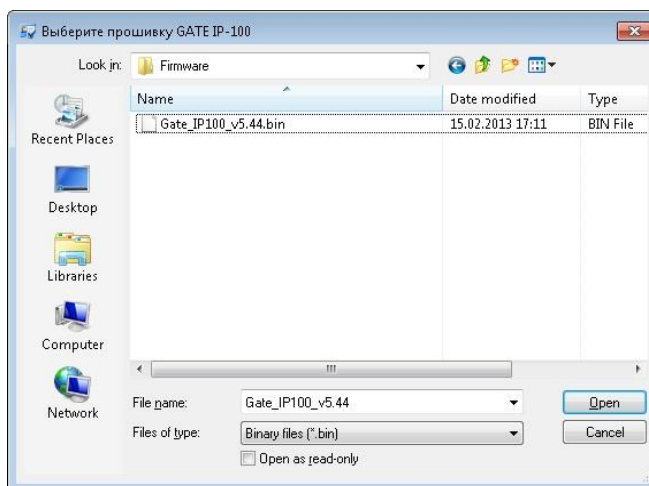 Выберите прошивку GATE IP-100
Look in: Firmware
Name Date modified Type
Gate_IP100_v5.44.bin 15.02.2013 17:11 BIN File
Recent Places
Desktop
Libraries
Computer
Network
File name: Gate_IP100_v5.44 Open
Files of type: Binary files (*.bin) Cancel
Open as read-only